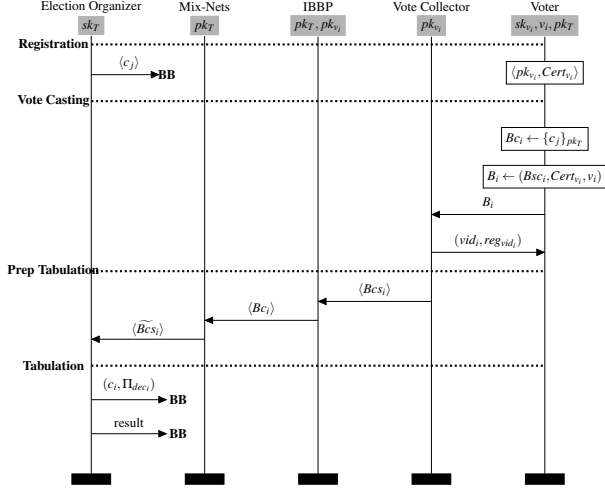 Election Organizer Mix-Nets IBBP Vote Collector Voter
sk_T pk_T pk_T, pk_{v_i} pk_{v_i} sk_{v_i}, v_i, pk_T
Registration
⟨c_j⟩ BB ⟨pk_{v_i}, Cert_{v_i}⟩
Vote Casting
Bc_i ← {c_j}_{pk_T}
B_i ← (Bsc_i, Cert_{v_i}, v_i)
B_i
(vid_i, reg_{vid_i})
Prep Tabulation
⟨Bcs_i⟩
⟨Bc_i⟩
⟨\widetilde{Bcs}_i⟩
Tabulation
(c_i, Π_{dec_i})
BB
result
BB